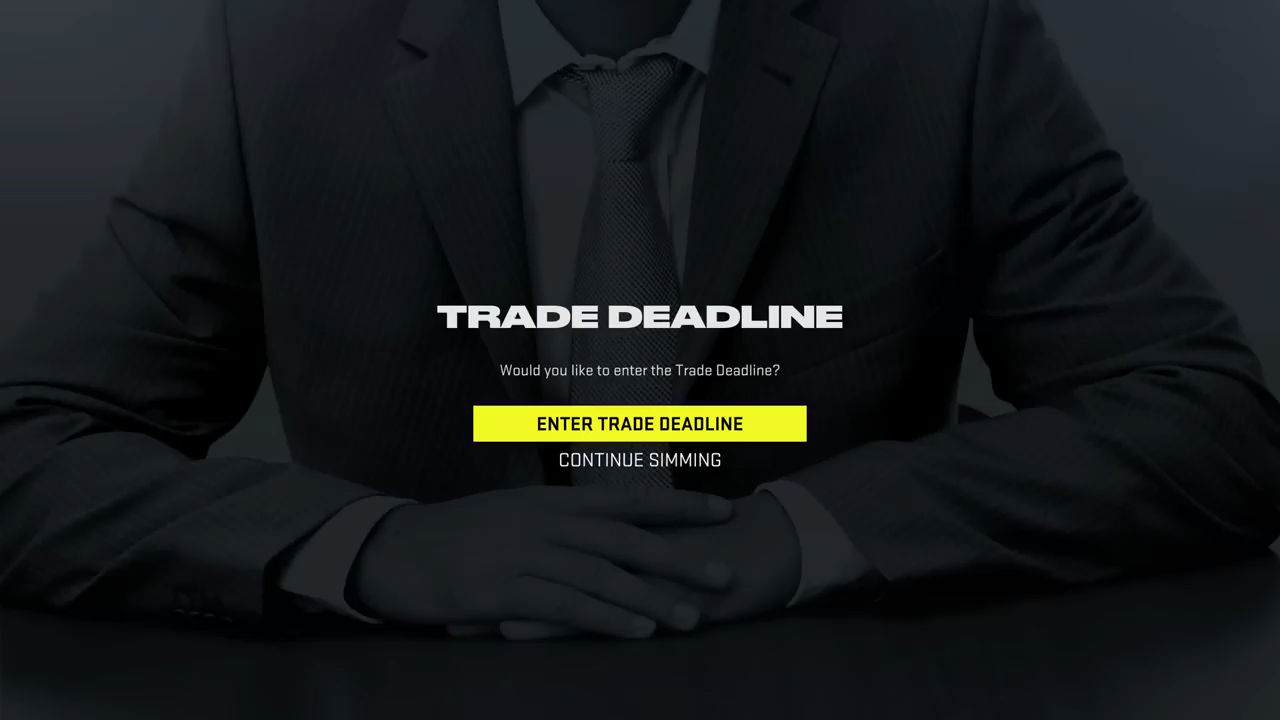 TRADE DEADLINE
Would you like to enter the Trade Deadline?
ENTER TRADE DEADLINE
CONTINUE SIMMING